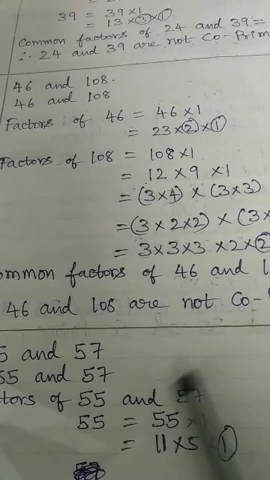 39 = 39×1
= 13×3×1
Common factors of 24 and 39 =
∴ 24 and 39 are not Co-Prim
46 and 108.
46 and 108
Factors of 46 = 46×1
= 23×2×1
Factors of 108 = 108×1
= 12 × 9 ×1
= (3×4) × (3×3)
= (3×2×2) × (3×
= 3×3×3 ×2×2
ommon factors of 46 and 1
46 and 108 are not Co-
5 and 57
55 and 57
tors of 55 and 57
55 = 55 ×
= 11×5×1